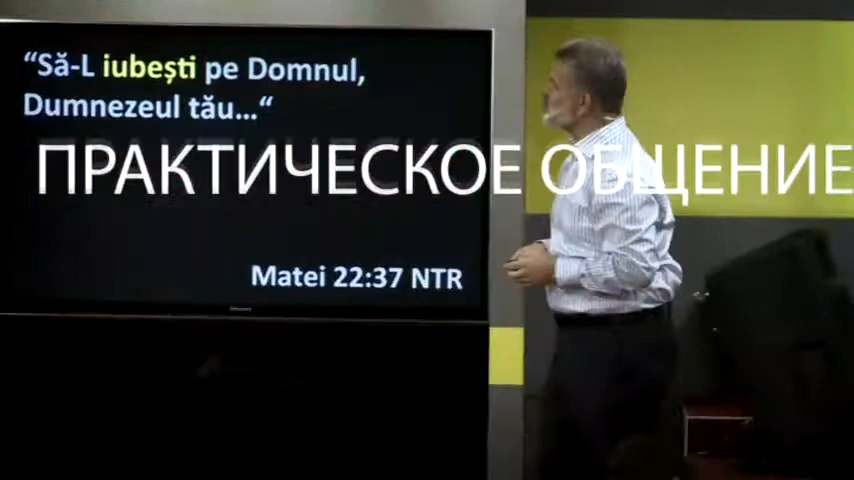 “Să-L iubești pe Domnul,
Dumnezeul tău...“
ПРАКТИЧЕСКОЕ ОБЩЕНИЕ
Matei 22:37 NTR